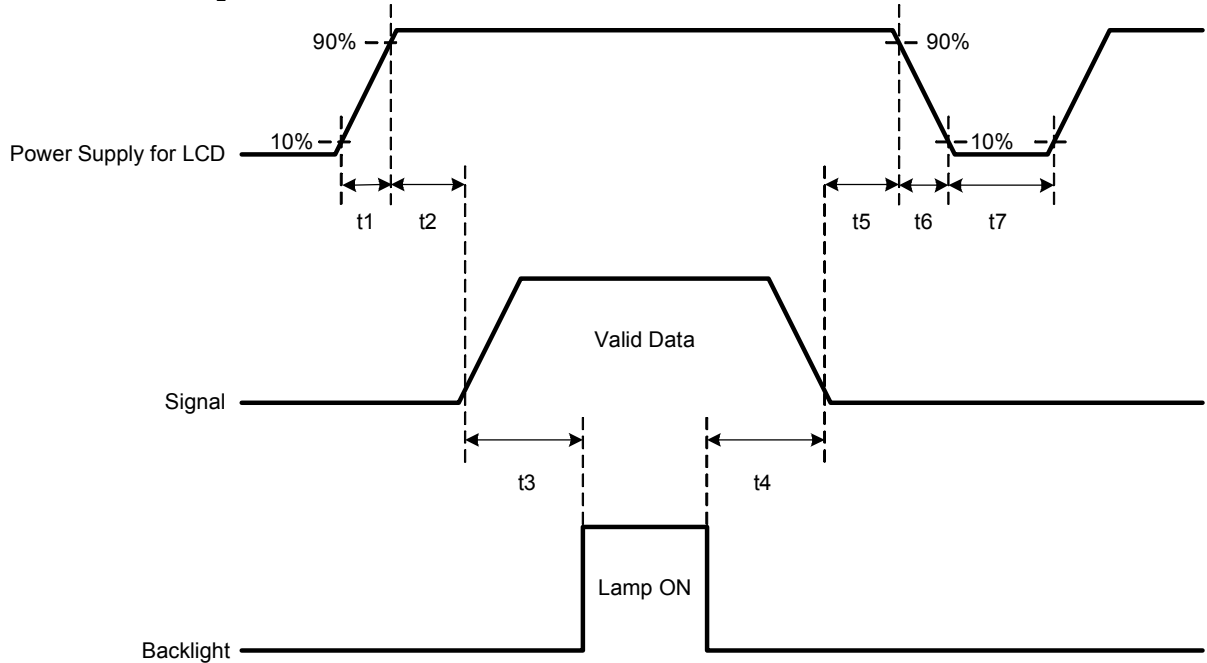 90%
90%
10%
10%
Power Supply for LCD
t1
t2
t5
t6
t7
Valid Data
Signal
t3
t4
Lamp ON
Backlight